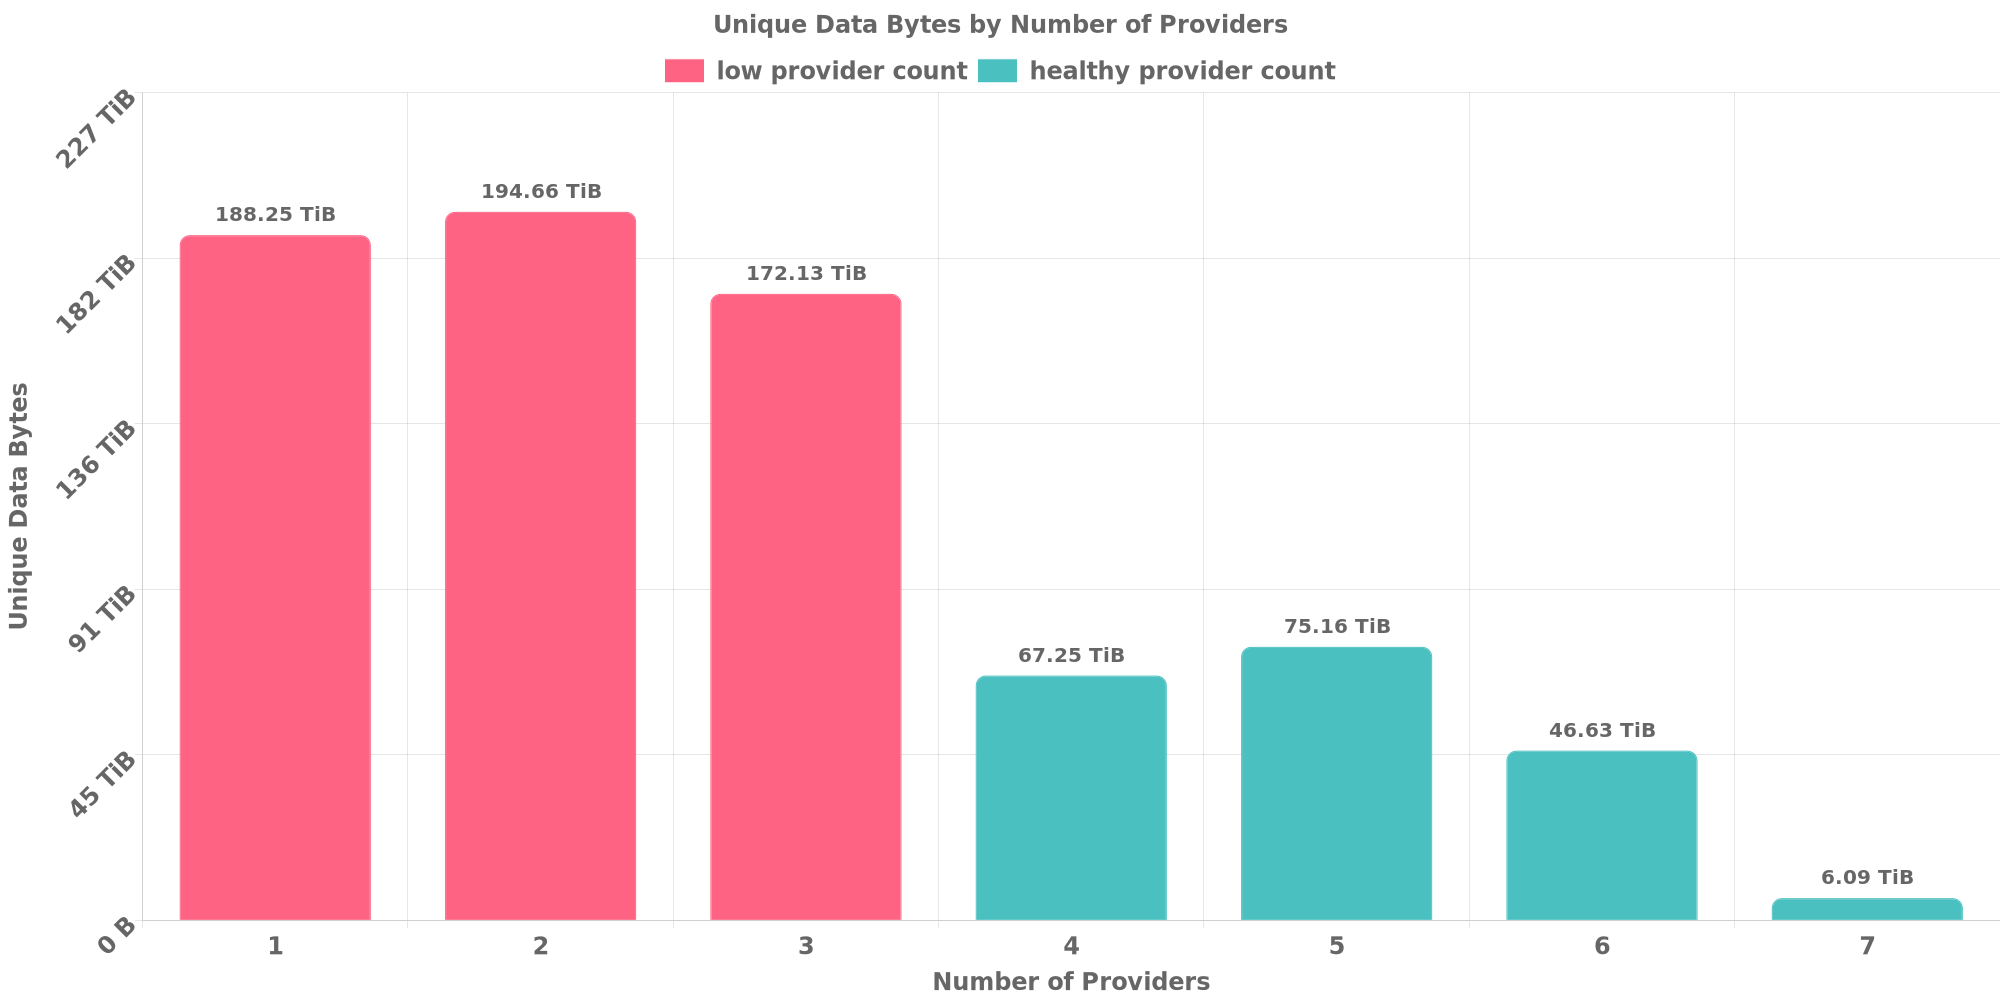 Unique Data Bytes by Number of Providers
low provider count healthy provider count
227 TiB
182 TiB
136 TiB
91 TiB
45 TiB
0 B
Unique Data Bytes
188.25 TiB
194.66 TiB
172.13 TiB
67.25 TiB
75.16 TiB
46.63 TiB
6.09 TiB
1 2 3 4 5 6 7
Number of Providers